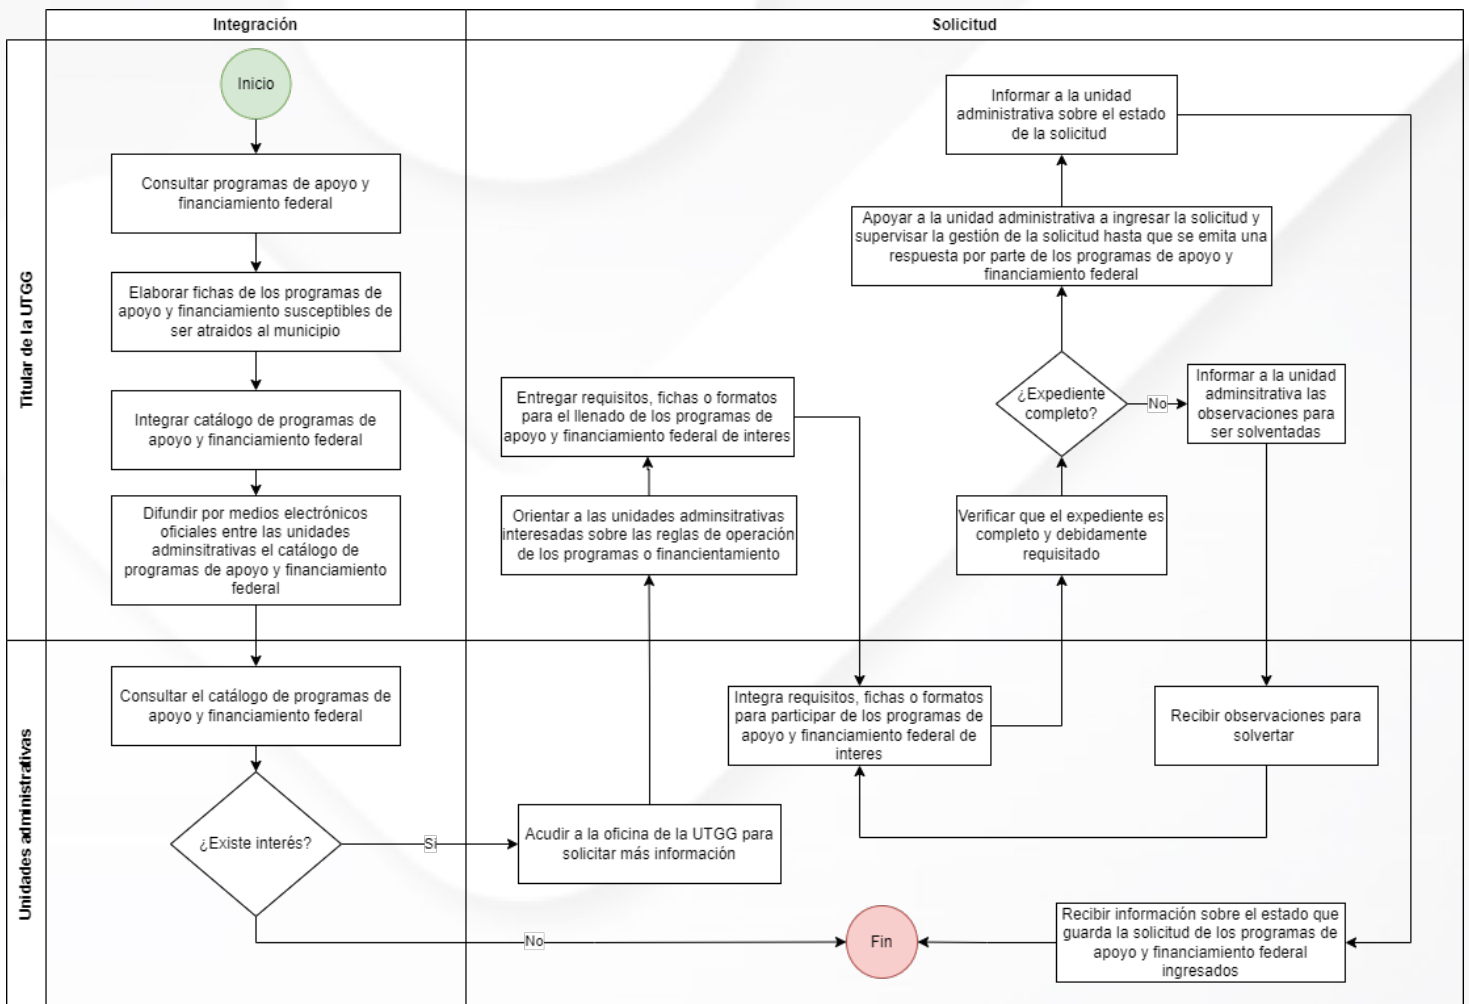 Integración
Solicitud
Titular de la UTGG
Inicio
Consultar programas de apoyo y
financiamiento federal
Elaborar fichas de los programas de
apoyo y financiamiento susceptibles de
ser atraidos al municipio
Integrar catálogo de programas de
apoyo y financiamiento federal
Difundir por medios electrónicos
oficiales entre las unidades
adminsitrativas el catálogo de
programas de apoyo y financiamiento
federal
Unidades administrativas
Consultar el catálogo de programas de
apoyo y financiamiento federal
¿Existe interés?
Si
No
Acudir a la oficina de la UTGG para
solicitar más información
Orientar a las unidades adminsitrativas
interesadas sobre las reglas de operación
de los programas o financientamiento
Entregar requisitos, fichas o formatos
para el llenado de los programas de
apoyo y financiamiento federal de interes
Integra requisitos, fichas o formatos
para participar de los programas de
apoyo y financiamiento federal de
interes
Verificar que el expediente es
completo y debidamente
requisitado
¿Expediente
completo?
No
Informar a la unidad
adminsitrativa las
observaciones para
ser solventadas
Recibir observaciones para
solvertar
Apoyar a la unidad administrativa a ingresar la solicitud y
supervisar la gestión de la solicitud hasta que se emita una
respuesta por parte de los programas de apoyo y
financiamiento federal
Informar a la unidad
administrativa sobre el estado
de la solicitud
Recibir información sobre el estado que
guarda la solicitud de los programas de
apoyo y financiamiento federal
ingresados
Fin